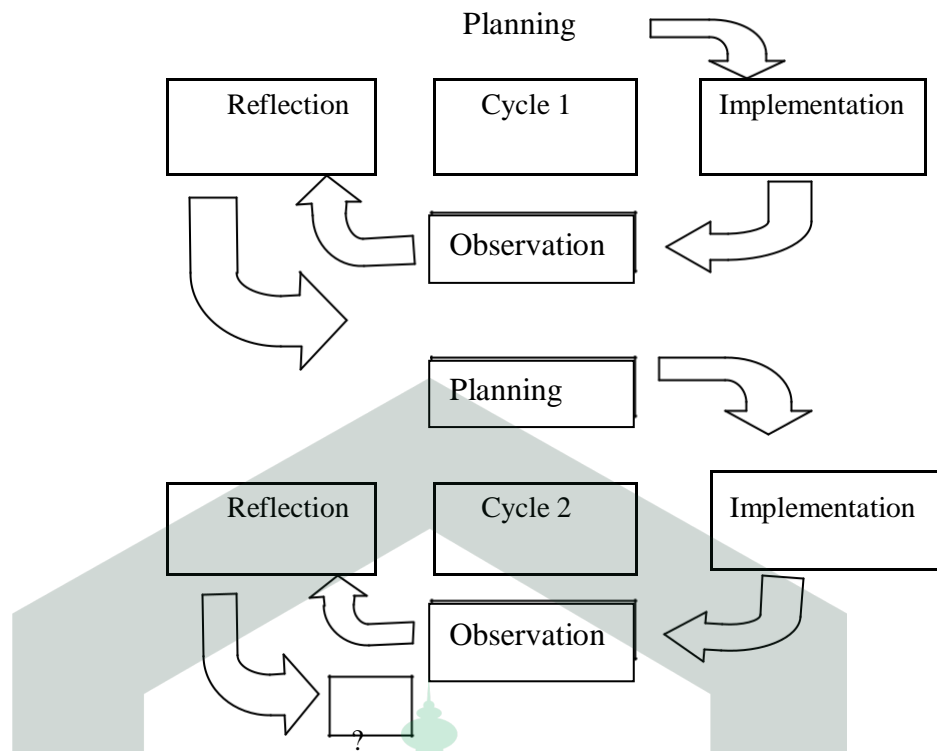 Planning
Reflection
Cycle 1
Implementation
Observation
Planning
Reflection
Cycle 2
Implementation
Observation
?